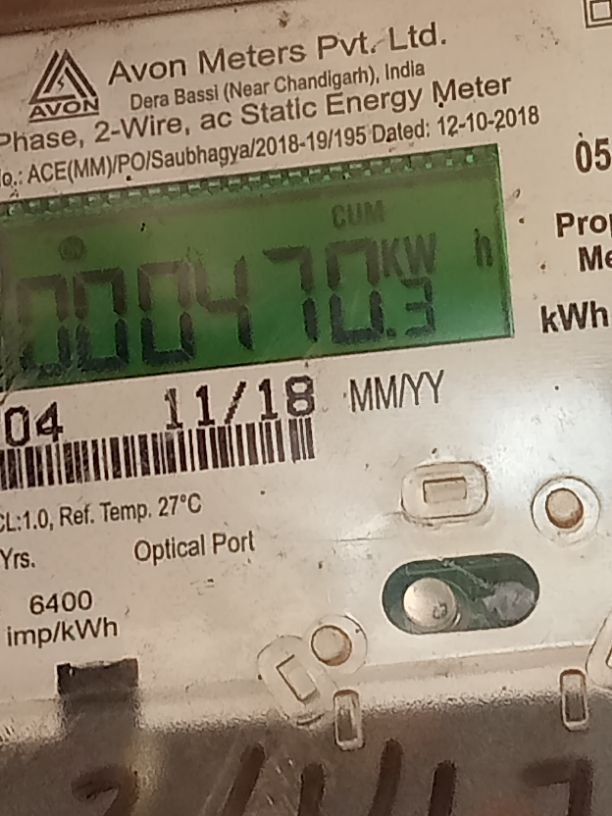 Avon Meters Pvt. Ltd.
AVON
Dera Bassi (Near Chandigarh), India
Phase, 2-Wire, ac Static Energy Meter
o.: ACE(MM)/PO/Saubhagya/2018-19/195 Dated: 12-10-2018
05
CUM
000470.3 KW h
Pro
Me
kWh
04 11/18 MM/YY
CL:1.0, Ref. Temp. 27°C
Yrs. Optical Port
6400
imp/kWh